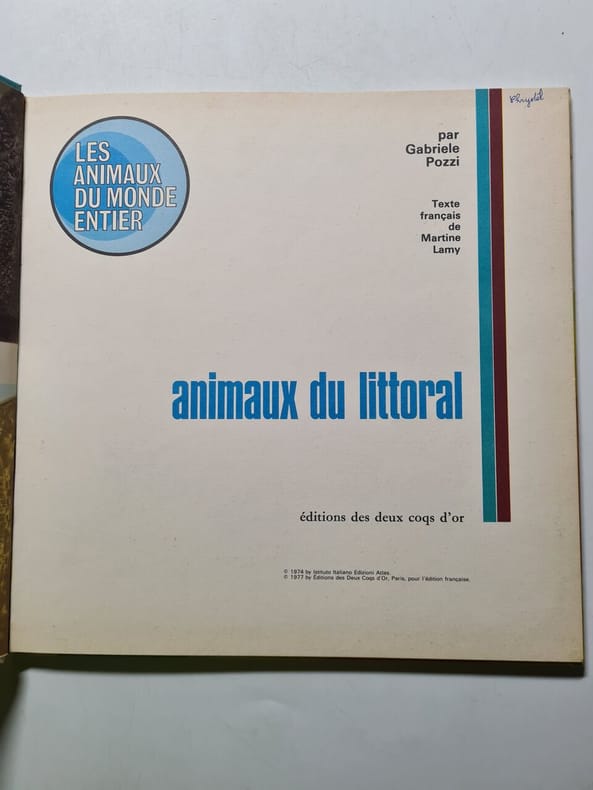 Khrystel
par
Gabriele
Pozzi
LES
ANIMAUX
DU MONDE
ENTIER
Texte
français
de
Martine
Lamy
animaux du littoral
éditions des deux coqs d'or
© 1974 by Istituto Italiano Edizioni Atlas.
© 1977 by Éditions des Deux Coqs d'Or, Paris, pour l'édition française.